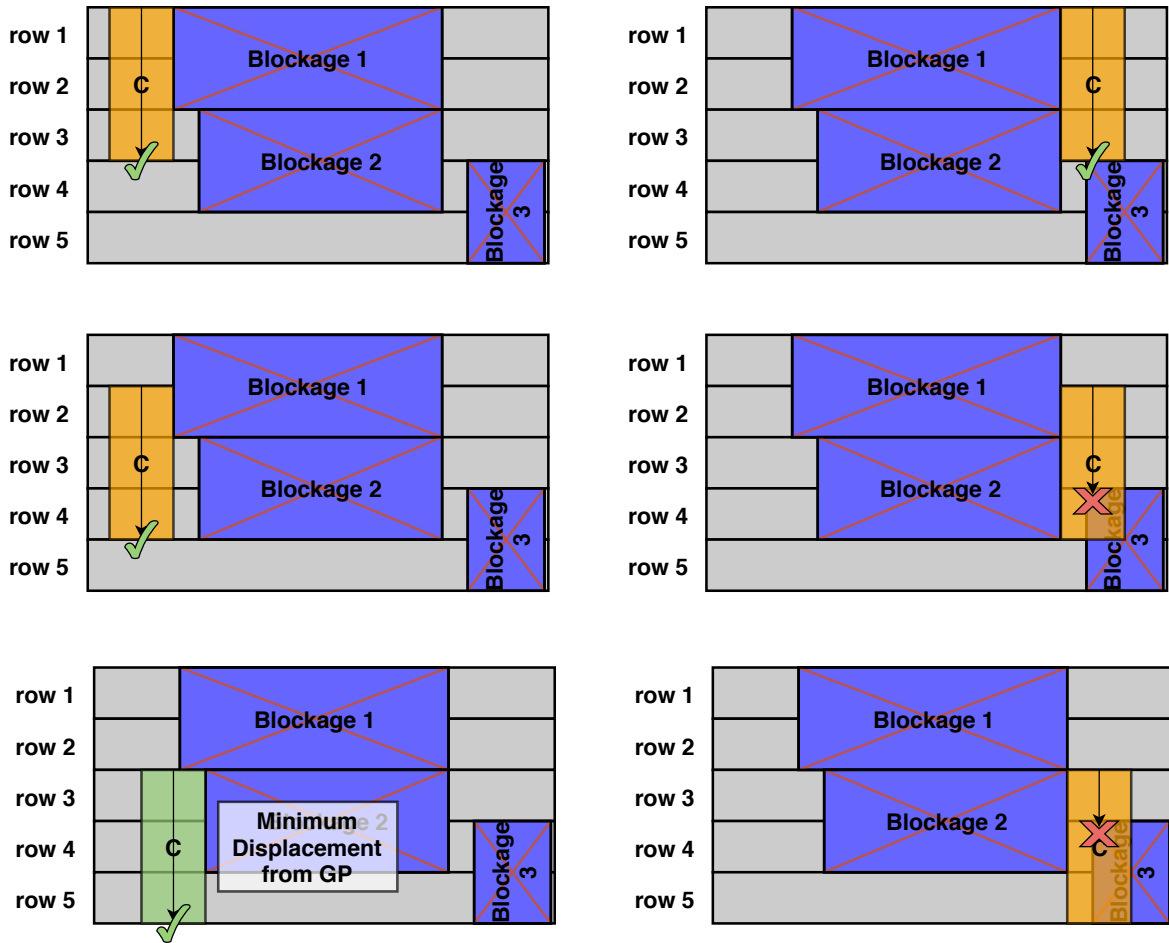 row 1
row 2
row 3
row 4
row 5
C
Blockage 1
Blockage 2
Blockage
3
row 1
row 2
row 3
row 4
row 5
C
Blockage 1
Blockage 2
Blockage
3
row 1
row 2
row 3
row 4
row 5
C
Blockage 1
Blockage 2
Blockage
3
row 1
row 2
row 3
row 4
row 5
C
Blockage 1
Blockage 2
Blockage
3
row 1
row 2
row 3
row 4
row 5
C
Blockage 1
Blockage 2
Minimum
Displacement
from GP
Blockage
3
row 1
row 2
row 3
row 4
row 5
C
Blockage 1
Blockage 2
Blockage
3